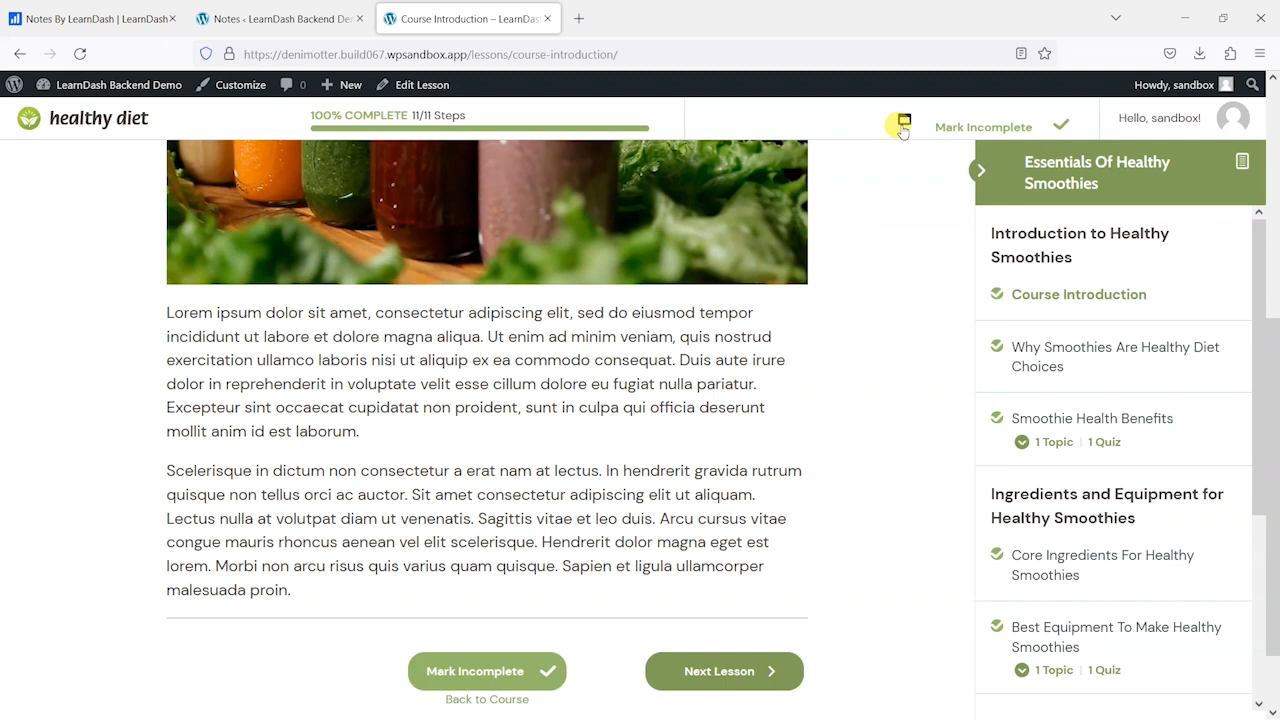 Notes By LearnDash | LearnDash
Notes ‹ LearnDash Backend De
Course Introduction – LearnDas
https://denimotter.build067.wpsandbox.app/lessons/course-introduction/
LearnDash Backend Demo
Customize
0
New
Edit Lesson
Howdy, sandbox
healthy diet
100% COMPLETE 11/11 Steps
Mark Incomplete
Hello, sandbox!
Essentials Of Healthy
Smoothies
Introduction to Healthy
Smoothies
Course Introduction
Why Smoothies Are Healthy Diet
Choices
Smoothie Health Benefits
1 Topic | 1 Quiz
Ingredients and Equipment for
Healthy Smoothies
Core Ingredients For Healthy
Smoothies
Best Equipment To Make Healthy
Smoothies
1 Topic | 1 Quiz
Lorem ipsum dolor sit amet, consectetur adipiscing elit, sed do eiusmod tempor
incididunt ut labore et dolore magna aliqua. Ut enim ad minim veniam, quis nostrud
exercitation ullamco laboris nisi ut aliquip ex ea commodo consequat. Duis aute irure
dolor in reprehenderit in voluptate velit esse cillum dolore eu fugiat nulla pariatur.
Excepteur sint occaecat cupidatat non proident, sunt in culpa qui officia deserunt
mollit anim id est laborum.
Scelerisque in dictum non consectetur a erat nam at lectus. In hendrerit gravida rutrum
quisque non tellus orci ac auctor. Sit amet consectetur adipiscing elit ut aliquam.
Lectus nulla at volutpat diam ut venenatis. Sagittis vitae et leo duis. Arcu cursus vitae
congue mauris rhoncus aenean vel elit scelerisque. Hendrerit dolor magna eget est
lorem. Morbi non arcu risus quis varius quam quisque. Sapien et ligula ullamcorper
malesuada proin.
Mark Incomplete
Next Lesson
Back to Course